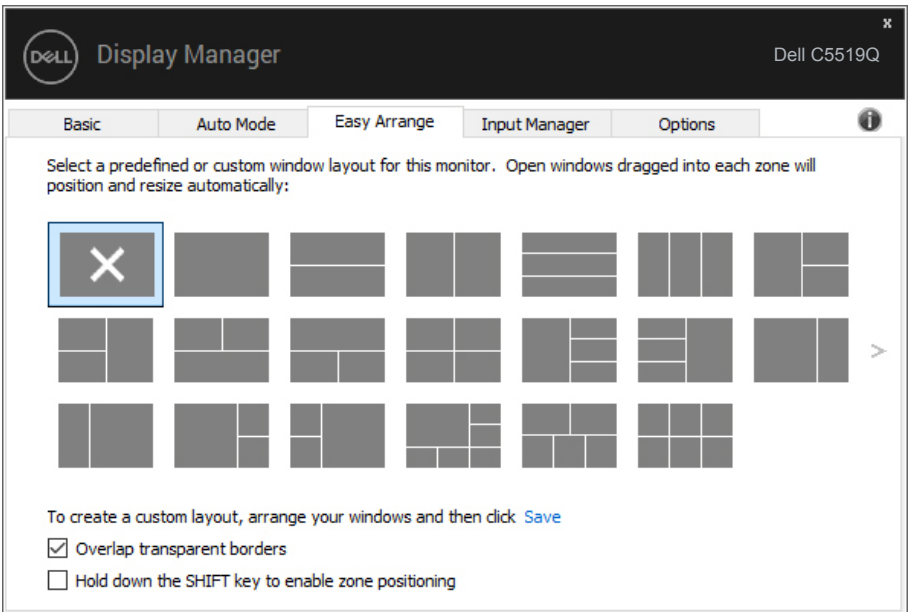 x
DELL Display Manager Dell C5519Q
Basic Auto Mode Easy Arrange Input Manager Options i
Select a predefined or custom window layout for this monitor. Open windows dragged into each zone will
position and resize automatically:
>
To create a custom layout, arrange your windows and then click Save
Overlap transparent borders
Hold down the SHIFT key to enable zone positioning